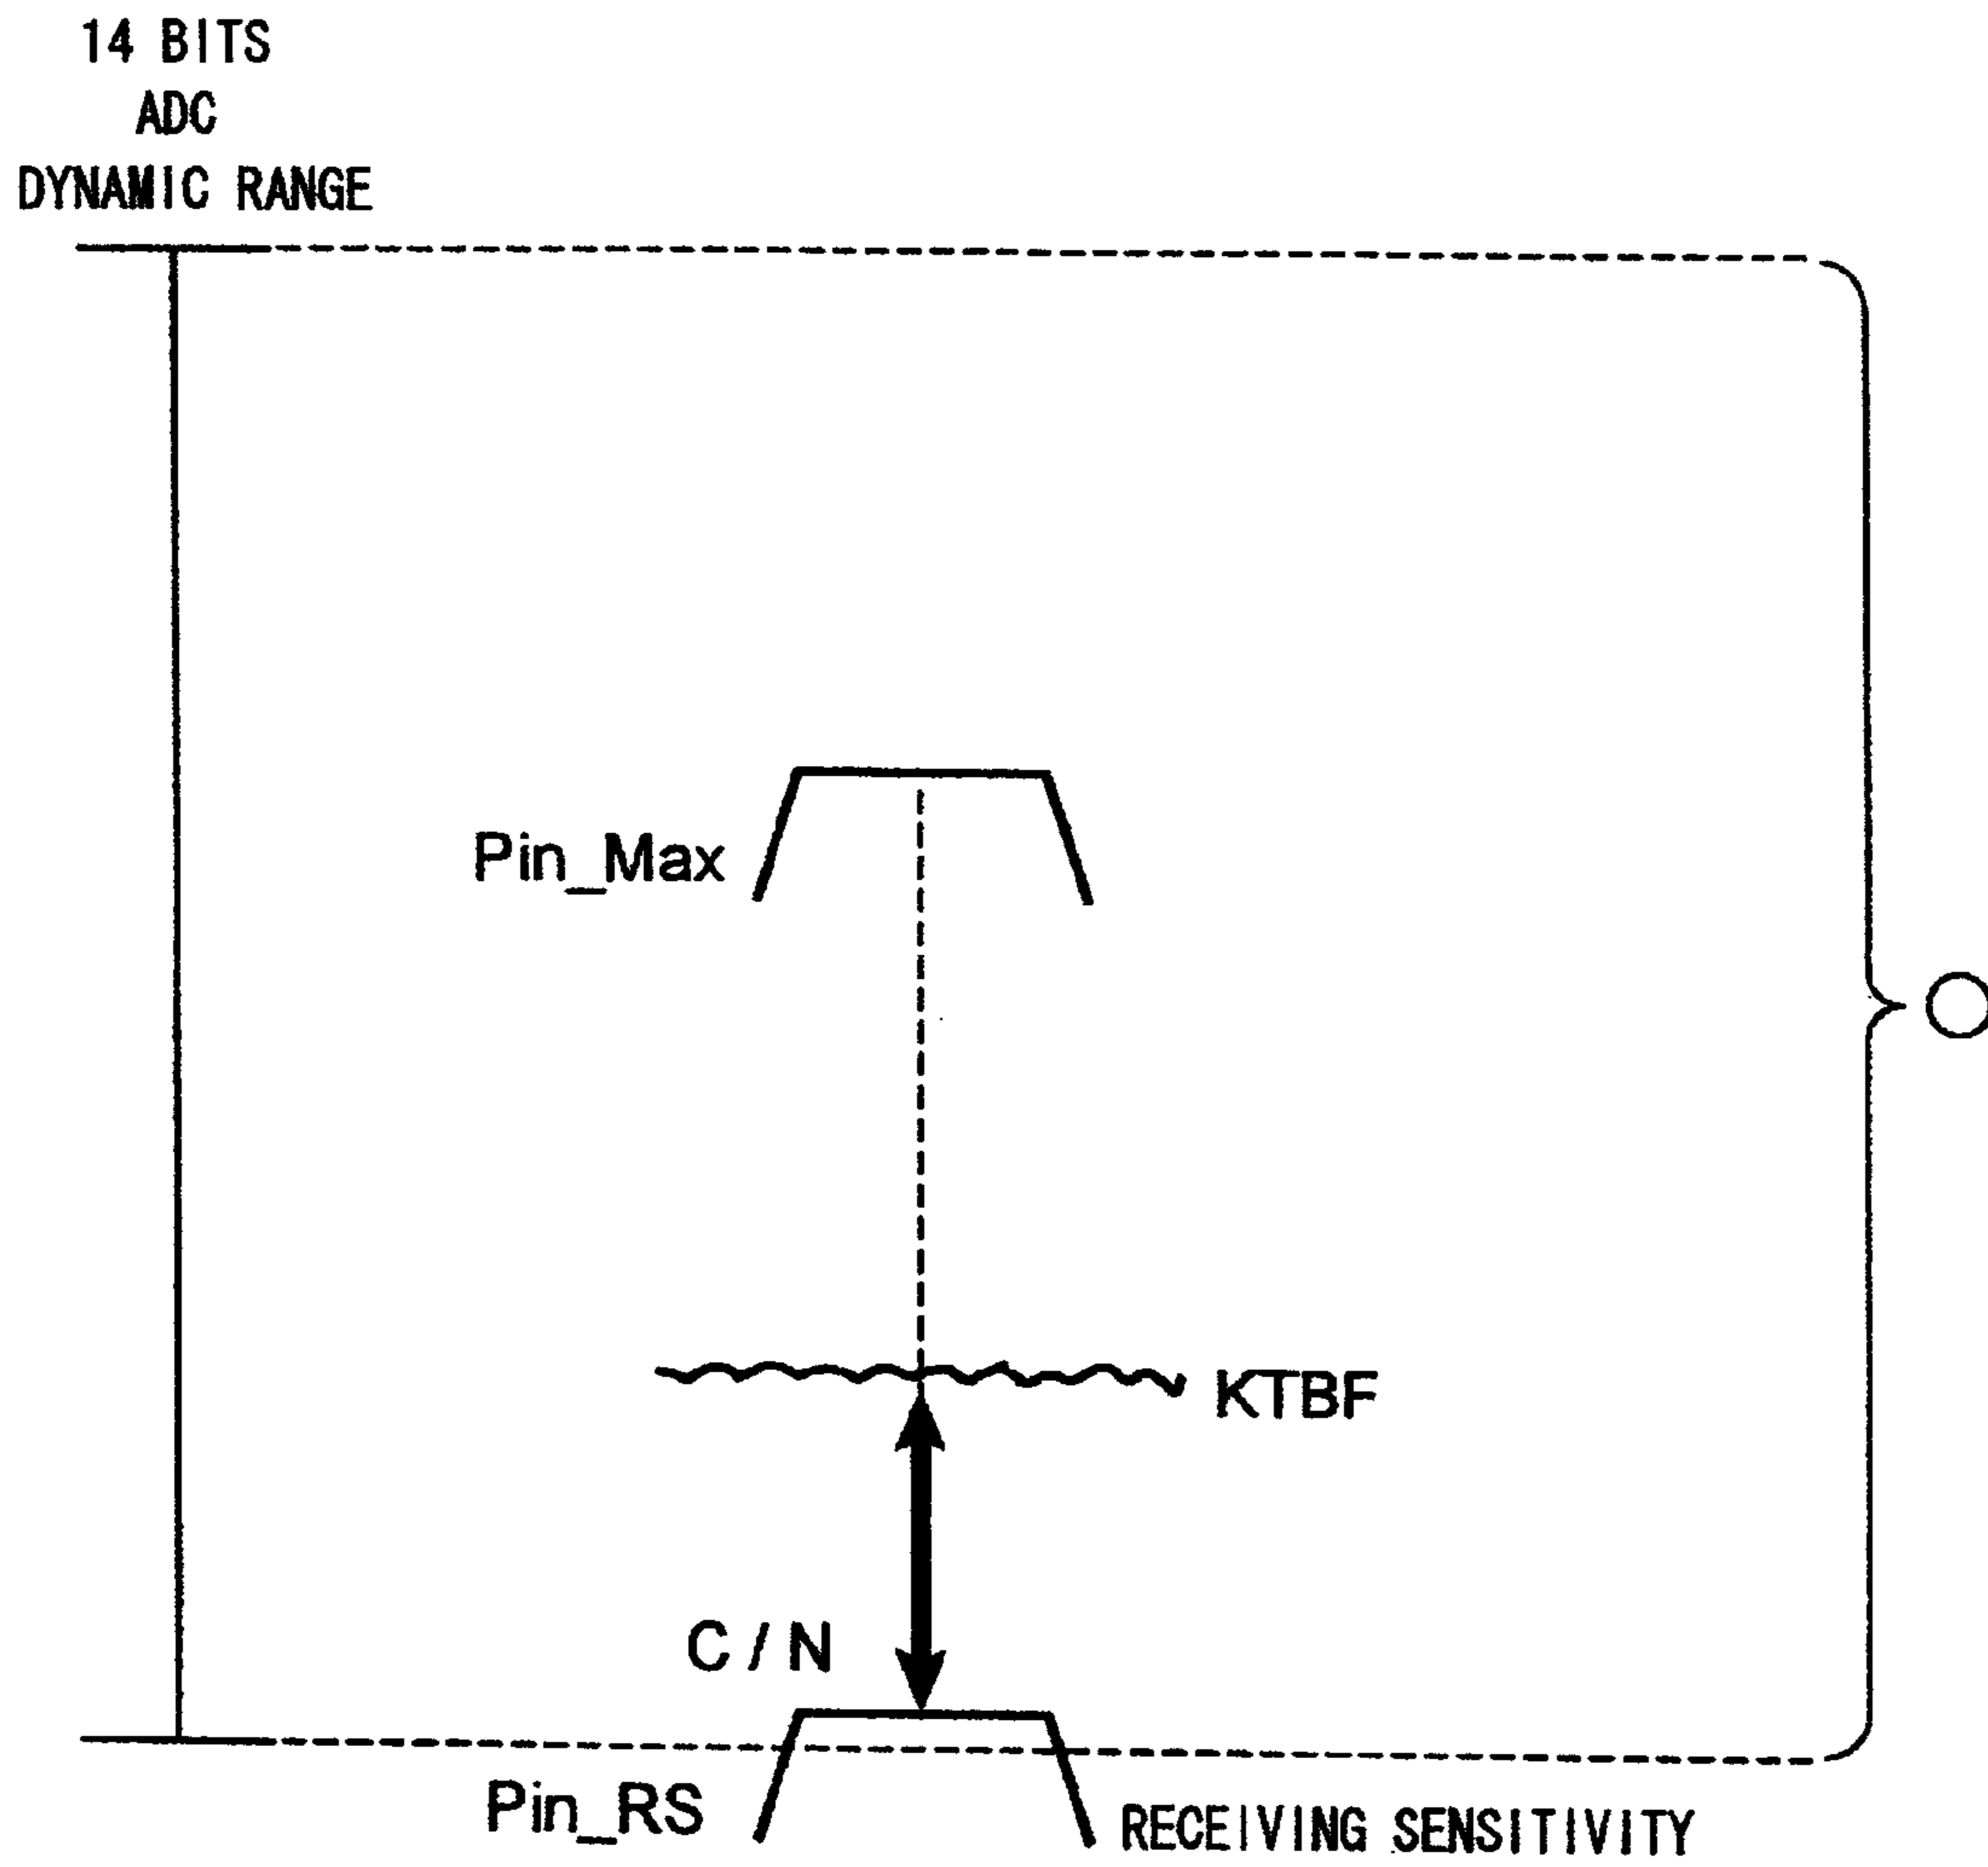 14 BITS
ADC
DYNAMIC RANGE
Pin_Max
KTBF
C / N
Pin_RS
RECEIVING SENSITIVITY